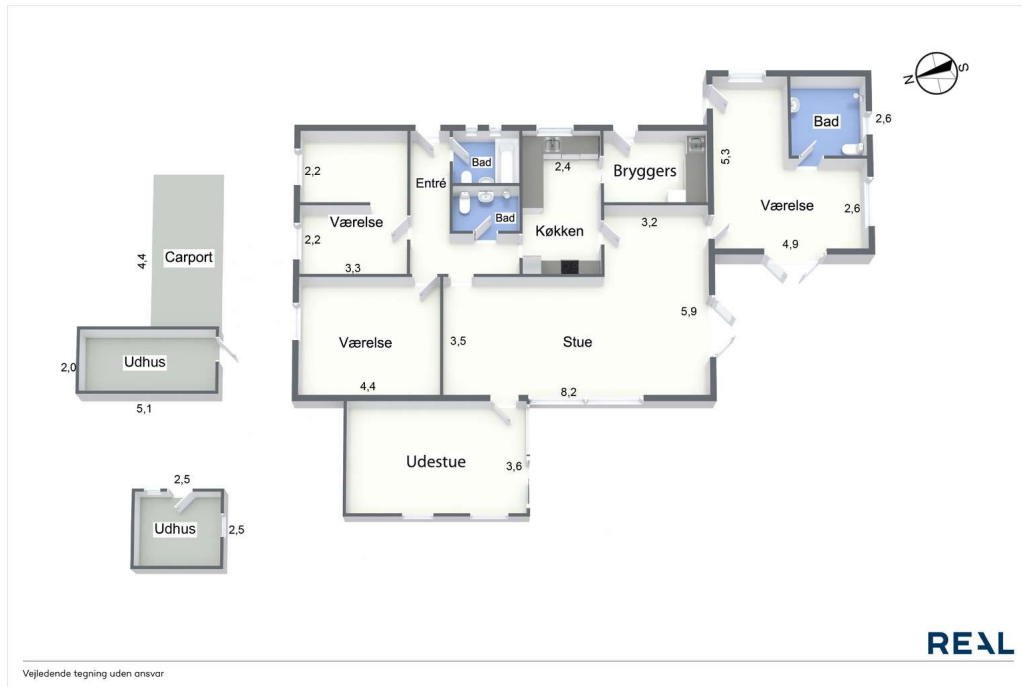 N
S
Bad
2,6
5,3
Værelse
2,6
4,9
2,2
Entré
Bad
2,4
Bryggers
Værelse
2,2
3,3
Bad
Køkken
3,2
4,4
Carport
Værelse
4,4
3,5
Stue
5,9
8,2
2,0
Udhus
5,1
Udestue
3,6
2,5
Udhus
2,5
REAL
Vejledende tegning uden ansvar